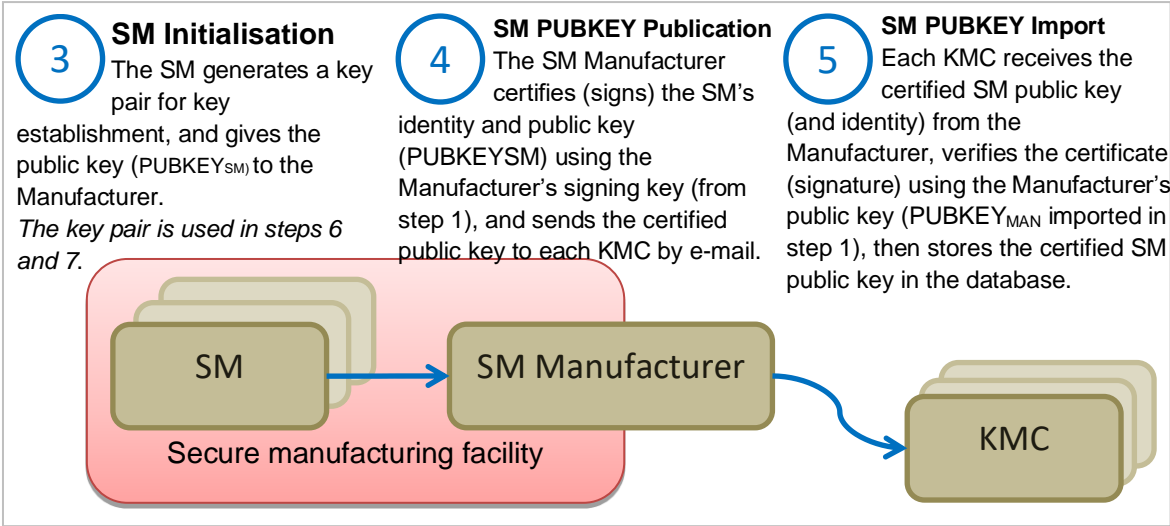 3
SM Initialisation
The SM generates a key
pair for key
establishment, and gives the
public key (PUBKEYSM) to the
Manufacturer.
The key pair is used in steps 6
and 7.
4
SM PUBKEY Publication
The SM Manufacturer
certifies (signs) the SM's
identity and public key
(PUBKEYSM) using the
Manufacturer's signing key (from
step 1), and sends the certified
public key to each KMC by e-mail.
5
SM PUBKEY Import
Each KMC receives the
certified SM public key
(and identity) from the
Manufacturer, verifies the certificate
(signature) using the Manufacturer's
public key (PUBKEYMAN imported in
step 1), then stores the certified SM
public key in the database.
SM
SM Manufacturer
Secure manufacturing facility
KMC